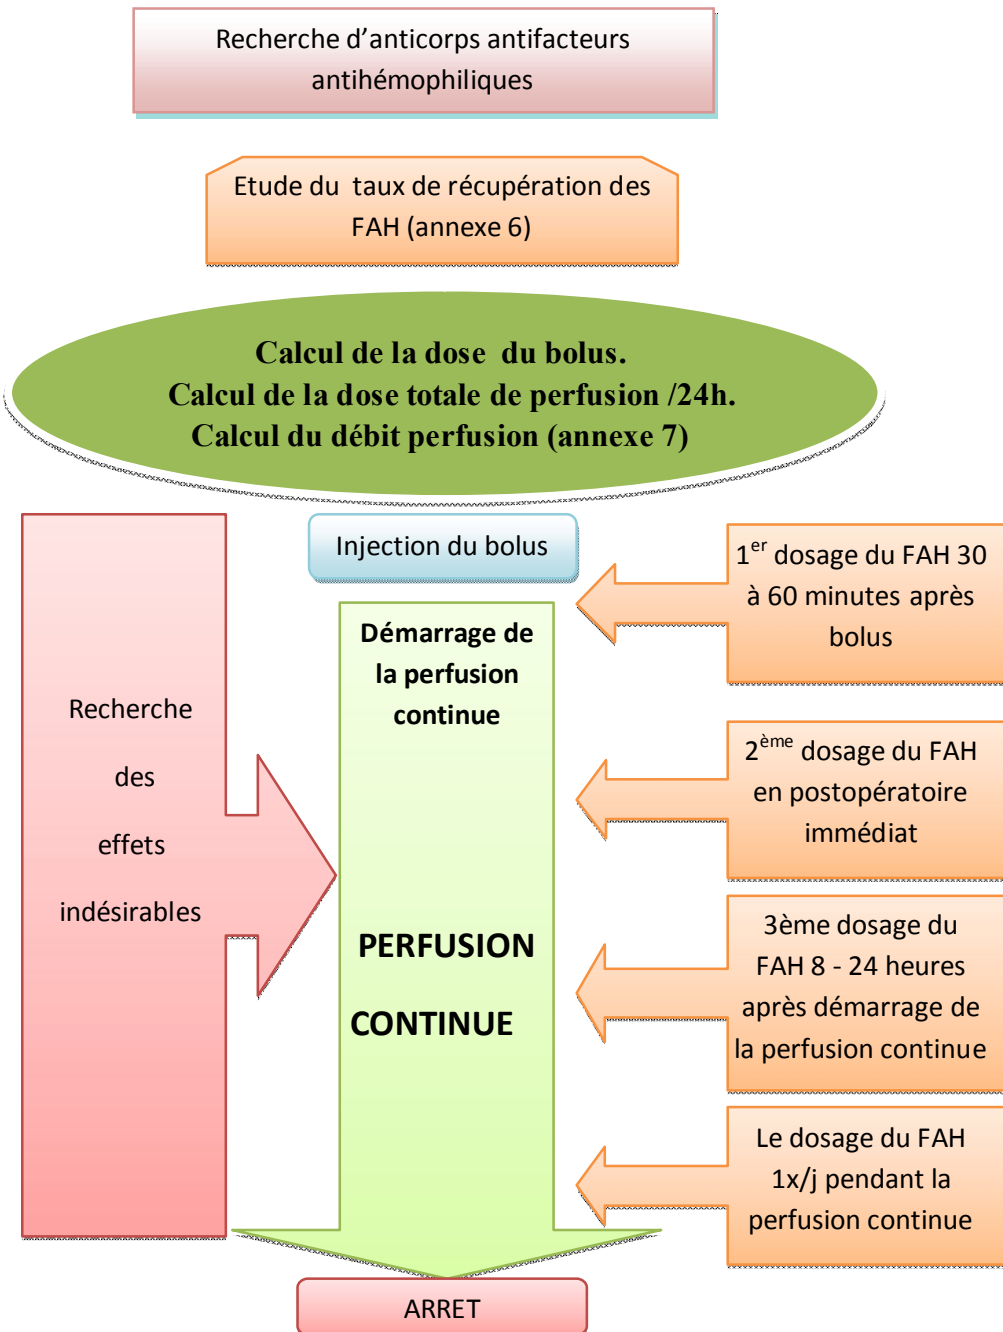 Recherche d’anticorps antifacteurs
antihémophiliques
Etude du taux de récupération des
FAH (annexe 6)
Calcul de la dose du bolus.
Calcul de la dose totale de perfusion /24h.
Calcul du débit perfusion (annexe 7)
Injection du bolus
1er dosage du FAH 30
à 60 minutes après
bolus
Démarrage de
la perfusion
continue
Recherche
des
effets
indésirables
2ème dosage du FAH
en postopératoire
immédiat
PERFUSION
CONTINUE
3ème dosage du
FAH 8 - 24 heures
après démarrage de
la perfusion continue
Le dosage du FAH
1x/j pendant la
perfusion continue
ARRET